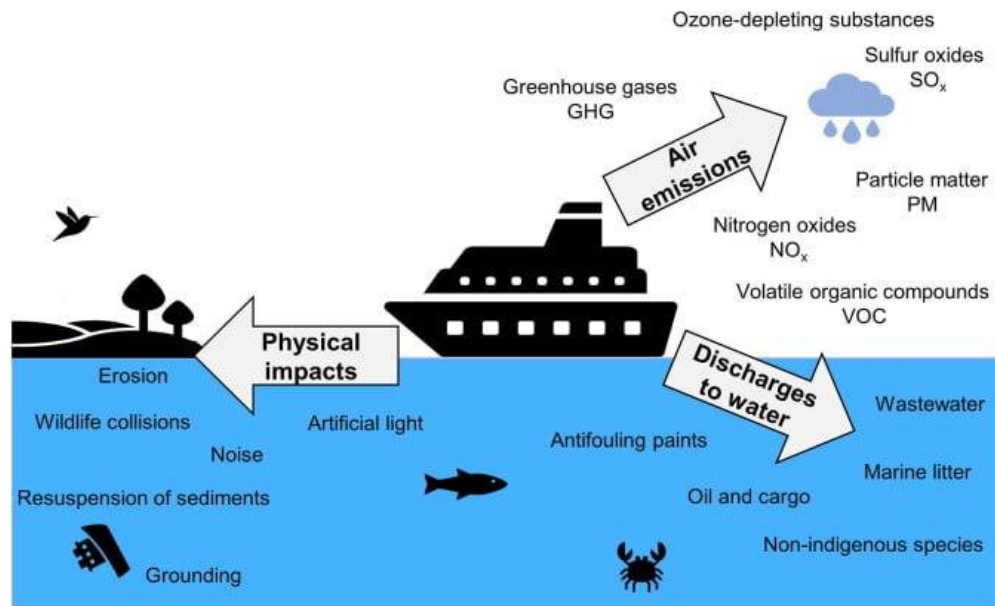 Ozone-depleting substances
Sulfur oxides
SOₓ
Greenhouse gases
GHG
Air
emissions
Particle matter
PM
Nitrogen oxides
NOₓ
Volatile organic compounds
VOC
Physical
impacts
Erosion
Wildlife collisions
Artificial light
Noise
Resuspension of sediments
Grounding
Discharges
to water
Wastewater
Antifouling paints
Marine litter
Oil and cargo
Non-indigenous species